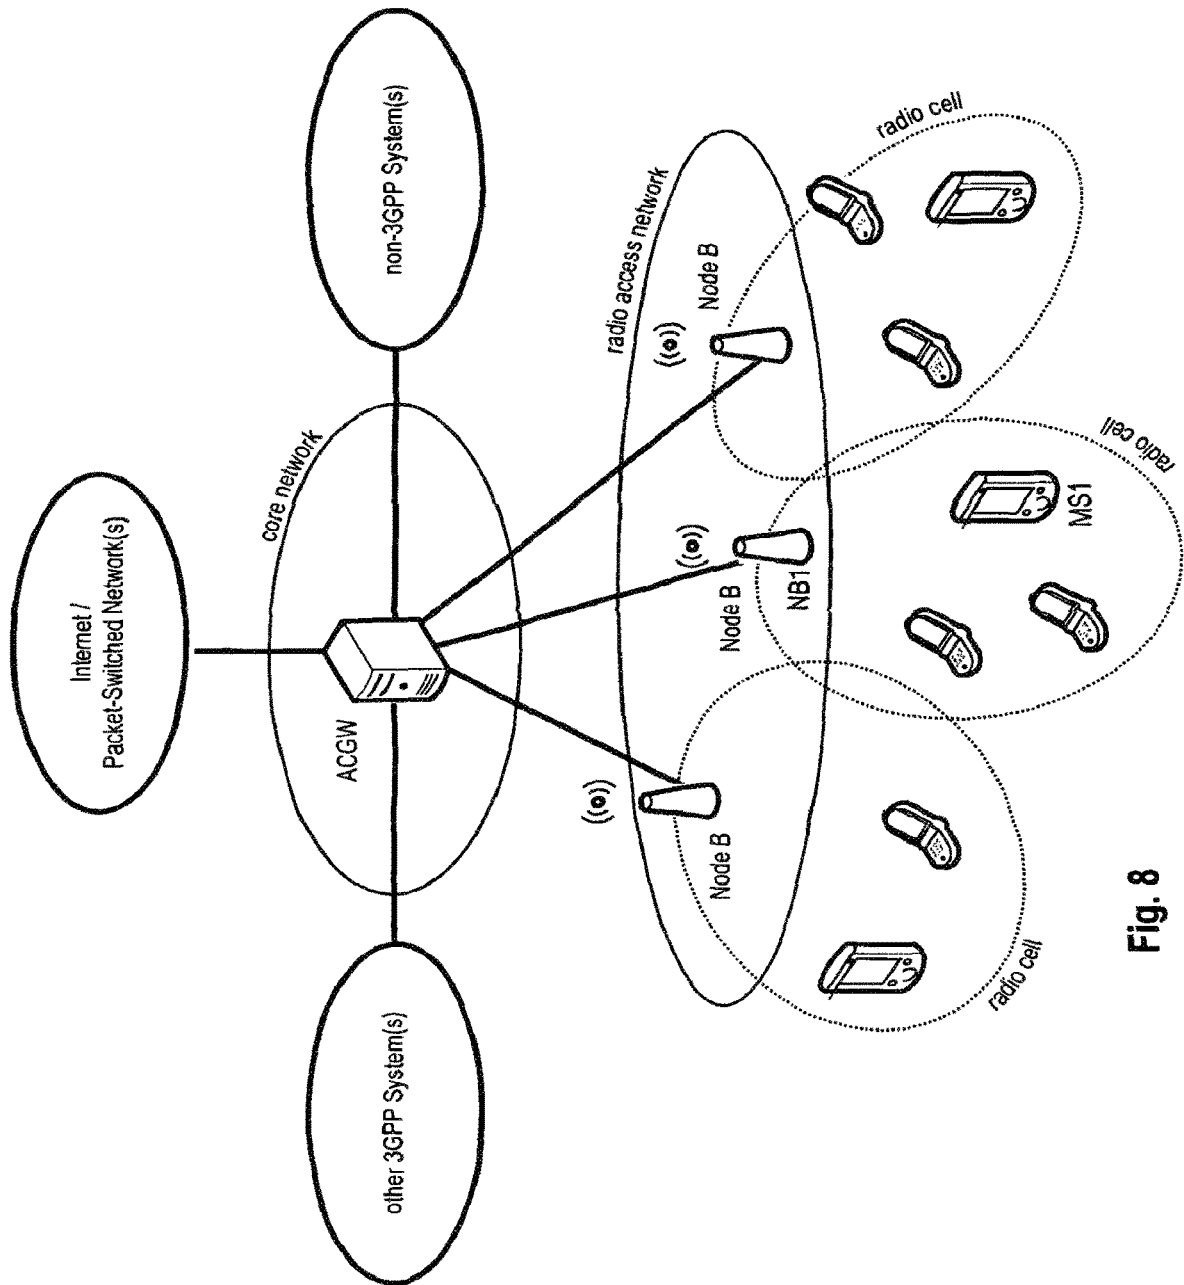 Internet /
Packet-Switched Network(s)
other 3GPP System(s)
core network
non-3GPP System(s)
ACGW
radio access network
Node B
Node B
NB1
Node B
radio cell
MS1
radio cell
radio cell
Fig. 8